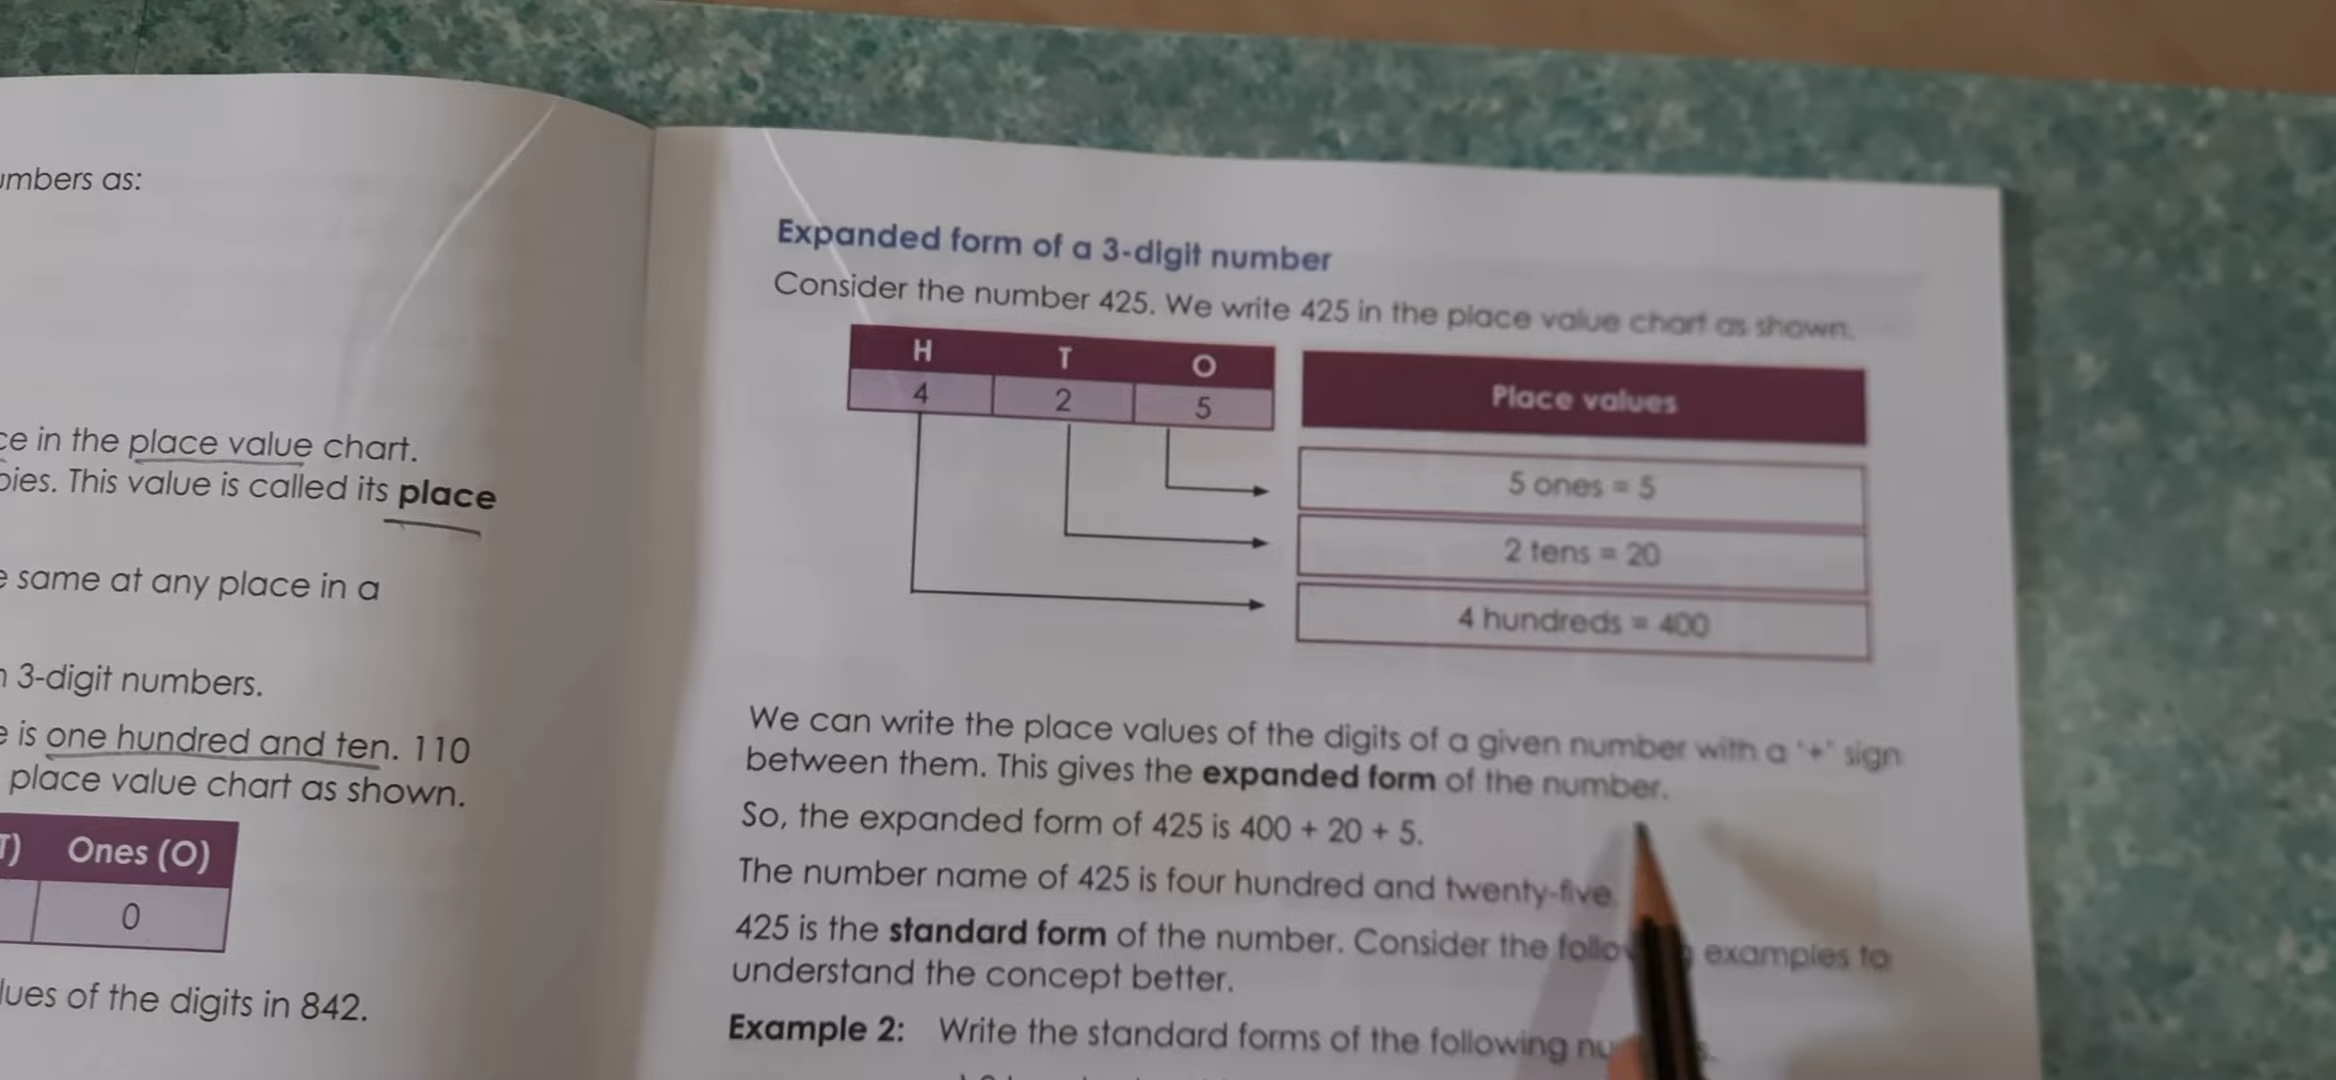 umbers as:
ce in the place value chart.
pies. This value is called its place
e same at any place in a
n 3-digit numbers.
e is one hundred and ten. 110
place value chart as shown.
T) Ones (O)
0
lues of the digits in 842.
Expanded form of a 3-digit number
Consider the number 425. We write 425 in the place value chart as shown.
H T O
4 2 5
Place values
5 ones = 5
2 tens = 20
4 hundreds = 400
We can write the place values of the digits of a given number with a '+' sign
between them. This gives the expanded form of the number.
So, the expanded form of 425 is 400 + 20 + 5.
The number name of 425 is four hundred and twenty-five.
425 is the standard form of the number. Consider the examples to
understand the concept better.
Example 2: Write the standard forms of the following